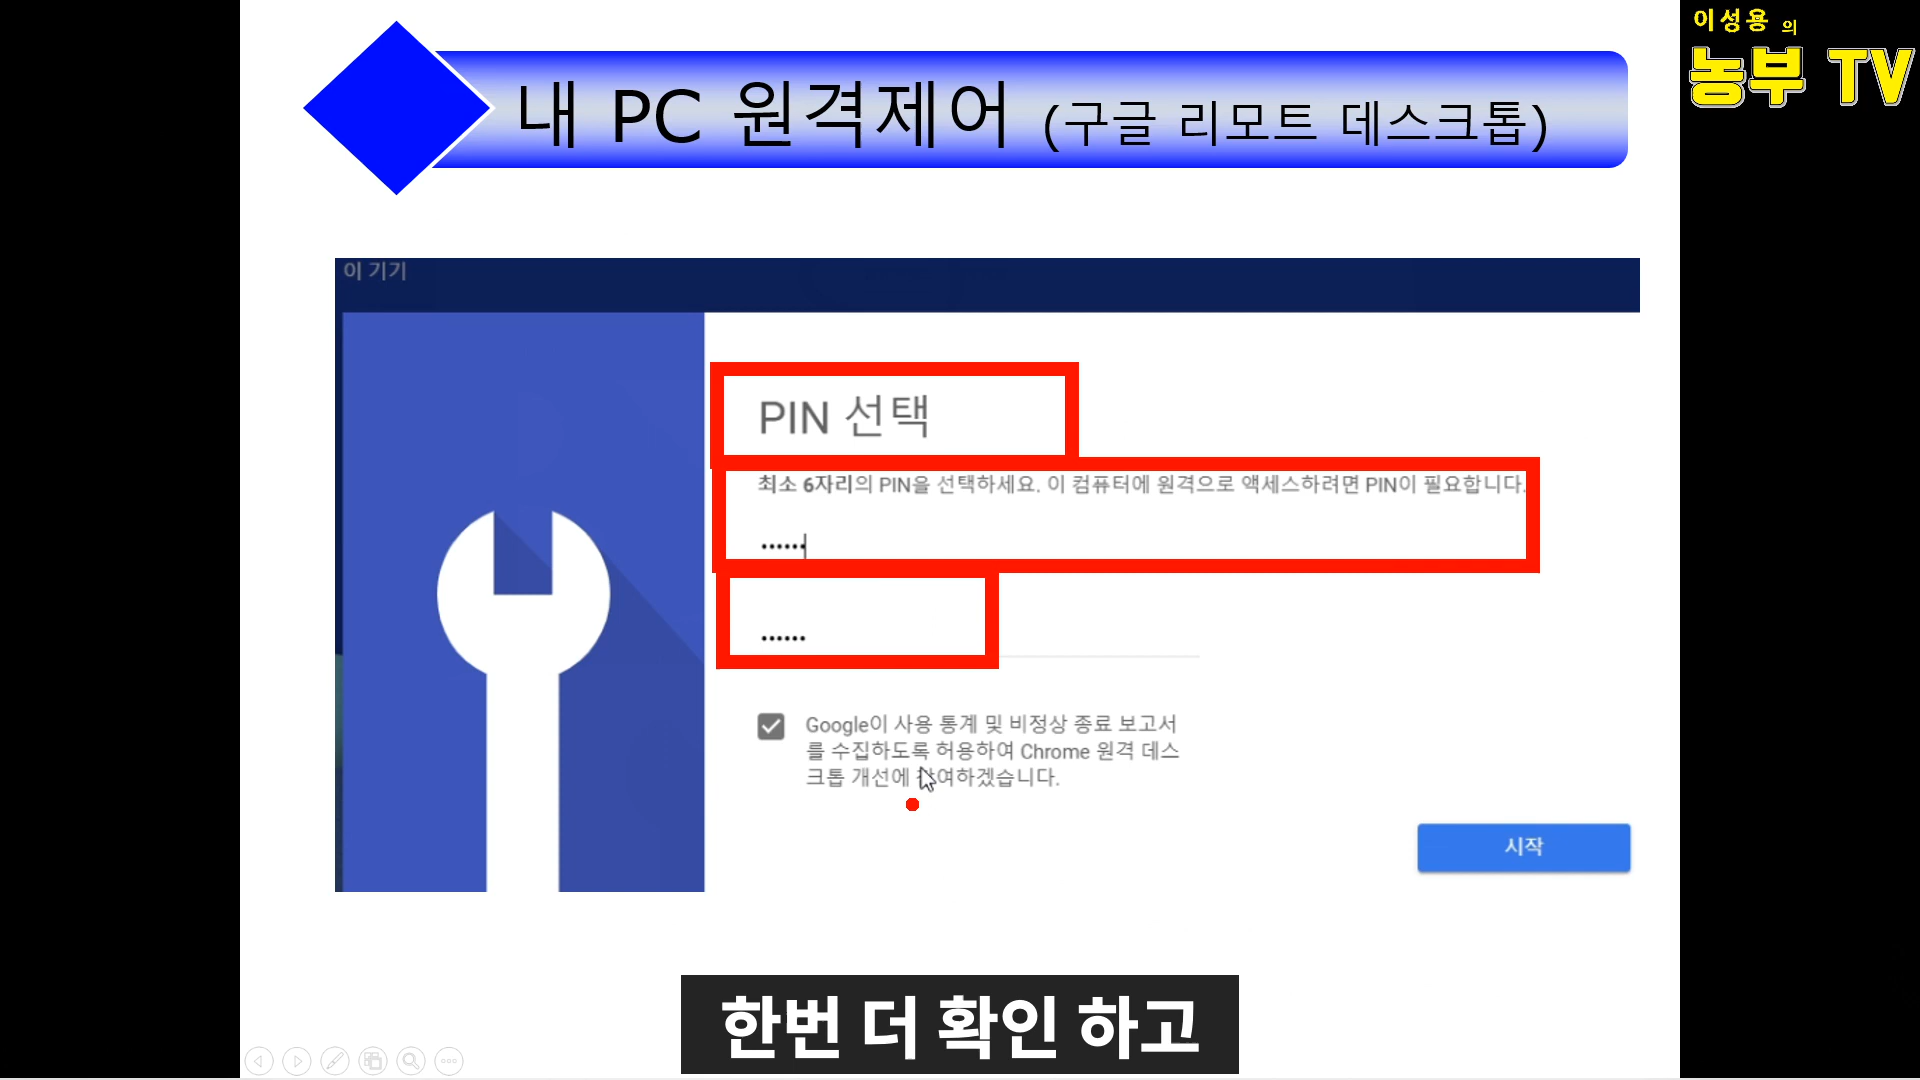 이성용 의
농부 TV
내 PC 원격제어 (구글 리모트 데스크톱)
이 기기
PIN 선택
최소 6자리의 PIN을 선택하세요. 이 컴퓨터에 원격으로 액세스하려면 PIN이 필요합니다.
Google이 사용 통계 및 비정상 종료 보고서
를 수집하도록 허용하여 Chrome 원격 데스
크톱 개선에 참여하겠습니다.
시작
한번 더 확인 하고